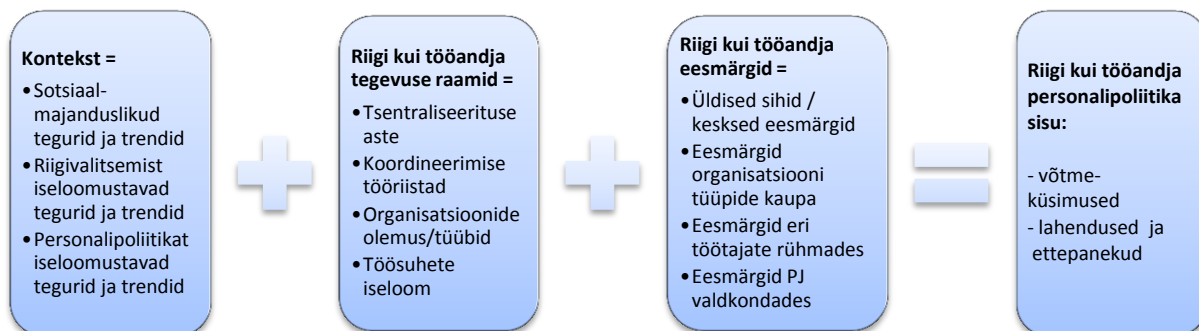 Kontekst =
•Sotsiaal-
majanduslikud
tegurid ja trendid
•Riigivalitsemist
iseloomustavad
tegurid ja trendid
•Personalipoliitikat
iseloomustavad
tegurid ja trendid
Riigi kui tööandja
tegevuse raamid =
•Tsentraliseerituse
aste
•Koordineerimise
tööriistad
•Organisatsioonide
olemus/tüübid
•Töösuhete
iseloom
Riigi kui tööandja
eesmärgid =
•Üldised sihid /
kesksed eesmärgid
•Eesmärgid
organisatsiooni
tüüpide kaupa
•Eesmärgid eri
töötajate rühmades
•Eesmärgid PJ
valdkondades
Riigi kui tööandja
personalipoliitika
sisu:
- võtme-
küsimused
- lahendused ja
ettepanekud